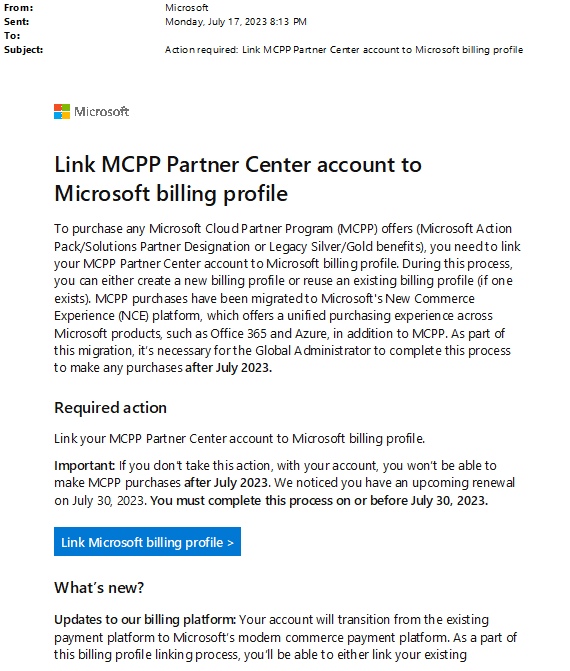 From: Microsoft
Sent: Monday, July 17, 2023 8:13 PM
To:
Subject: Action required: Link MCPP Partner Center account to Microsoft billing profile
Microsoft
Link MCPP Partner Center account to
Microsoft billing profile
To purchase any Microsoft Cloud Partner Program (MCPP) offers (Microsoft Action
Pack/Solutions Partner Designation or Legacy Silver/Gold benefits), you need to link
your MCPP Partner Center account to Microsoft billing profile. During this process,
you can either create a new billing profile or reuse an existing billing profile (if one
exists). MCPP purchases have been migrated to Microsoft's New Commerce
Experience (NCE) platform, which offers a unified purchasing experience across
Microsoft products, such as Office 365 and Azure, in addition to MCPP. As part of
this migration, it's necessary for the Global Administrator to complete this process
to make any purchases after July 2023.
Required action
Link your MCPP Partner Center account to Microsoft billing profile.
Important: If you don't take this action, with your account, you won't be able to
make MCPP purchases after July 2023. We noticed you have an upcoming renewal
on July 30, 2023. You must complete this process on or before July 30, 2023.
Link Microsoft billing profile >
What's new?
Updates to our billing platform: Your account will transition from the existing
payment platform to Microsoft's modern commerce payment platform. As a part of
this billing profile linking process, you'll be able to either link your existing